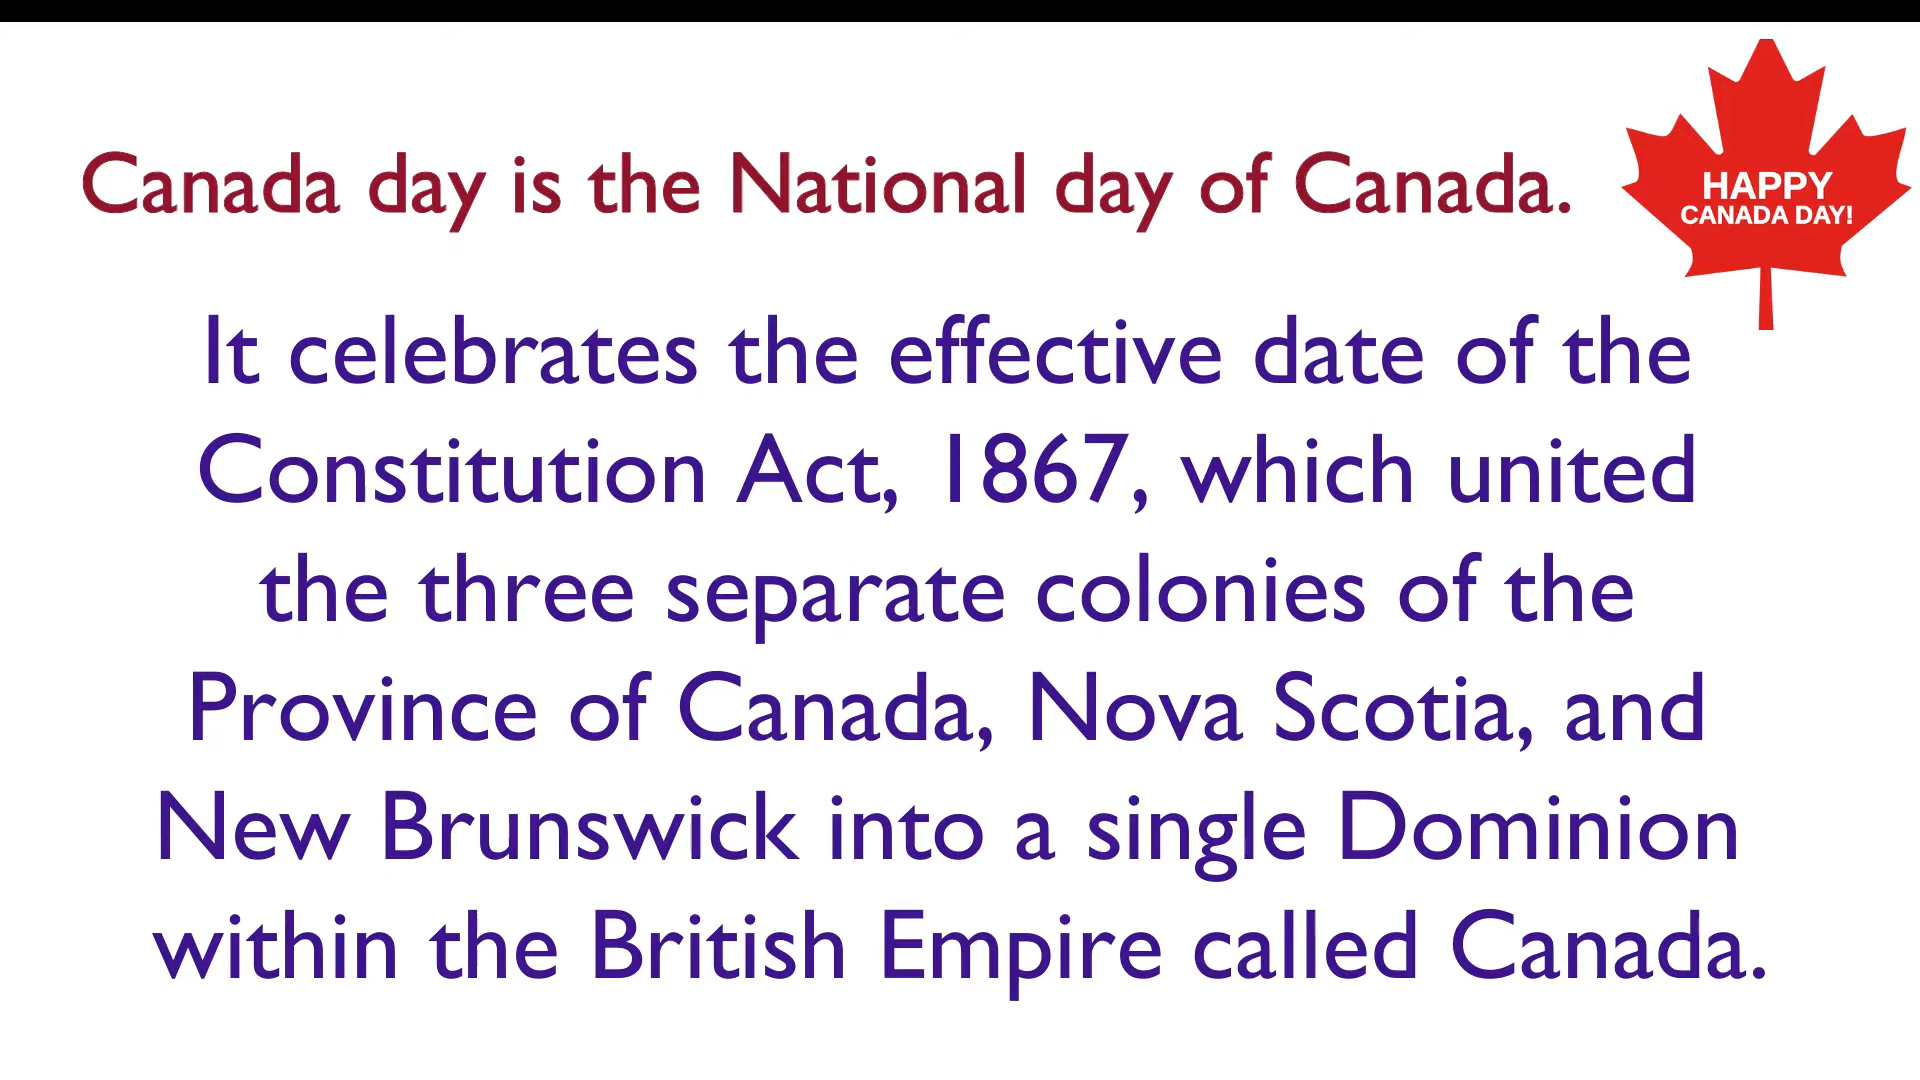 Canada day is the National day of Canada.
HAPPY
CANADA DAY!
It celebrates the effective date of the
Constitution Act, 1867, which united
the three separate colonies of the
Province of Canada, Nova Scotia, and
New Brunswick into a single Dominion
within the British Empire called Canada.